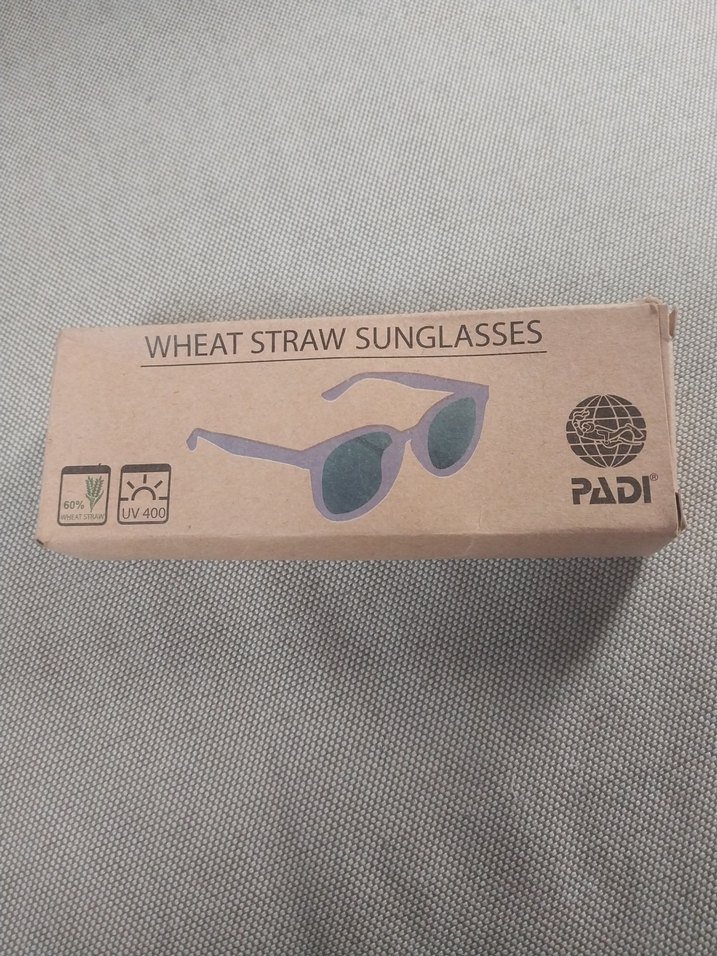 WHEAT STRAW SUNGLASSES
60%
WHEAT STRAW
UV 400
PADI®